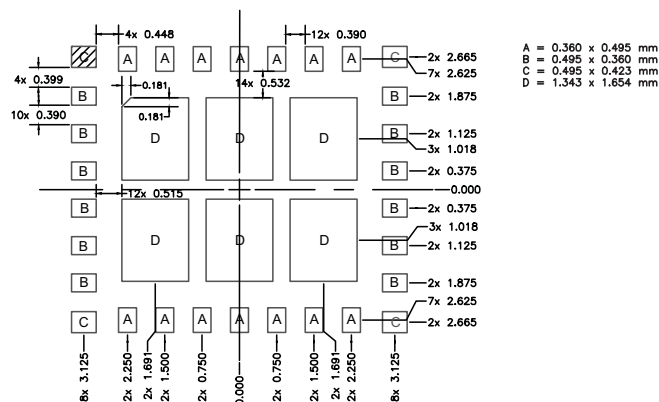 4x 0.448
12x 0.390
C A A A A A A A C
2x 2.665
7x 2.625
A = 0.360 x 0.495 mm
B = 0.495 x 0.360 mm
C = 0.495 x 0.423 mm
D = 1.343 x 1.654 mm
4x 0.399
0.181
14x 0.532
B B
2x 1.875
10x 0.390
0.181
B D D D B
2x 1.125
3x 1.018
B B
2x 0.375
12x 0.515
0.000
B B
2x 0.375
3x 1.018
B D D D B
2x 1.125
B B
2x 1.875
7x 2.625
C A A A A A A A C
2x 2.665
8x 3.125
2x 2.250
2x 1.691
2x 1.500
2x 0.750
0.000
2x 0.750
2x 1.500
2x 1.691
2x 2.250
8x 3.125